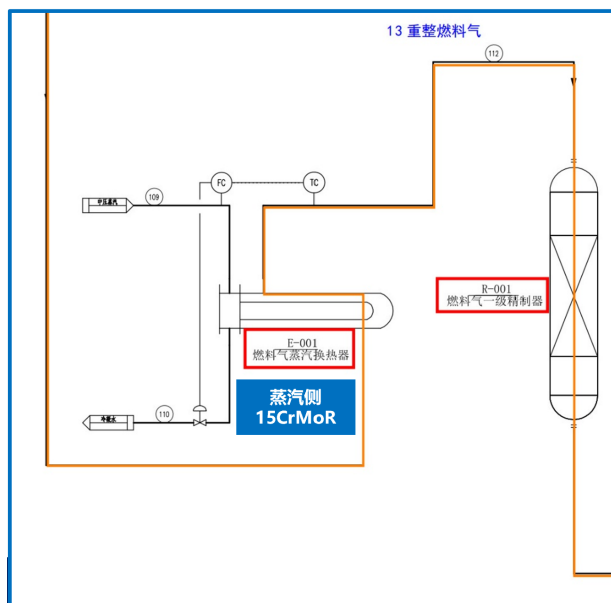 13 重整燃料气
112
FC
TC
109
中压蒸汽
R-001
燃料气一级精制器
E-001
燃料气蒸汽换热器
蒸汽侧
15CrMoR
110
冷凝水